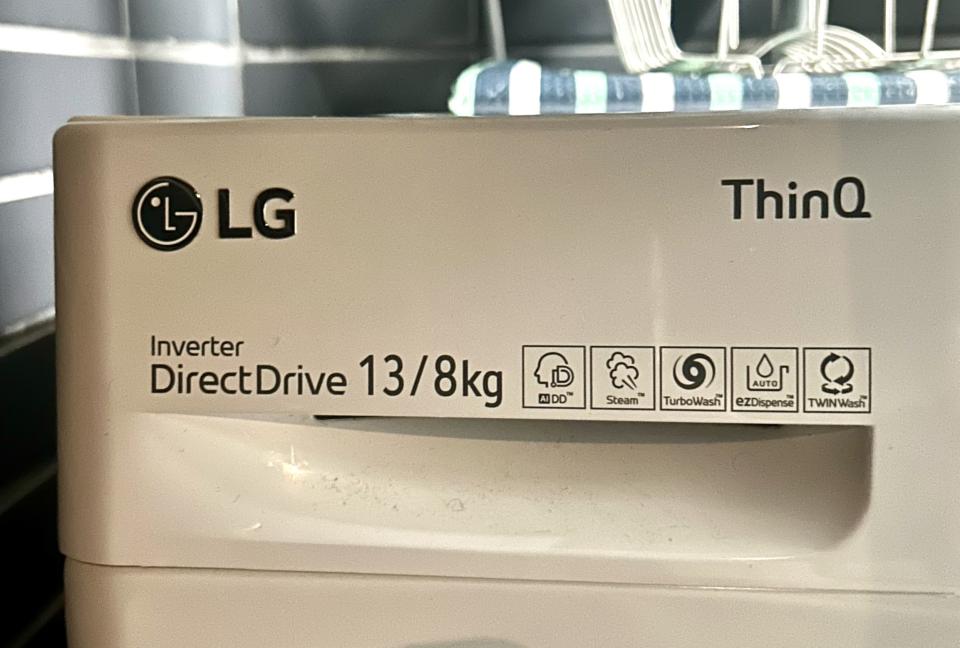 LG
ThinQ
Inverter
DirectDrive 13/8kg
AI DD™
Steam™
TurboWash™
AUTO
ezDispense™
TWINWash™